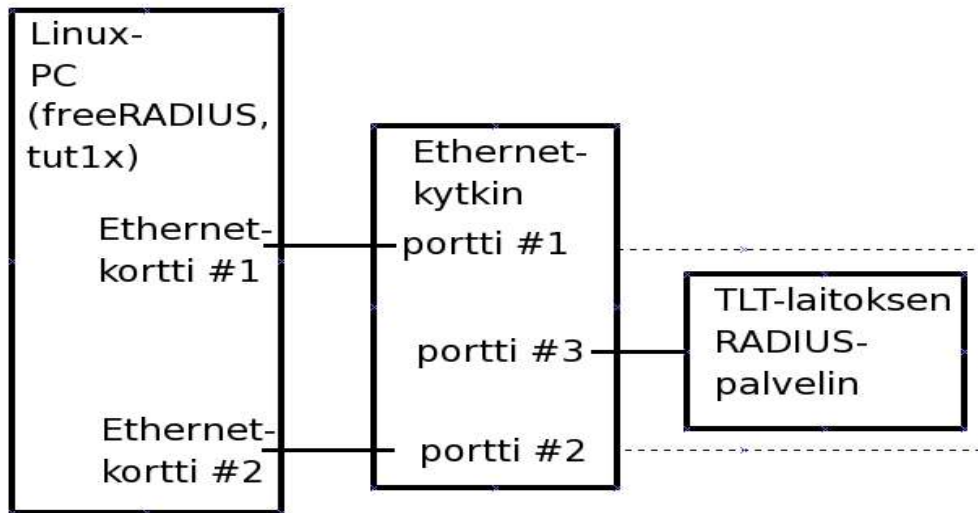 Linux-
PC
(freeRADIUS,
tut1x)
Ethernet-
kortti #1
Ethernet-
kortti #2
Ethernet-
kytkin
portti #1
portti #3
portti #2
TLT-laitoksen
RADIUS-
palvelin